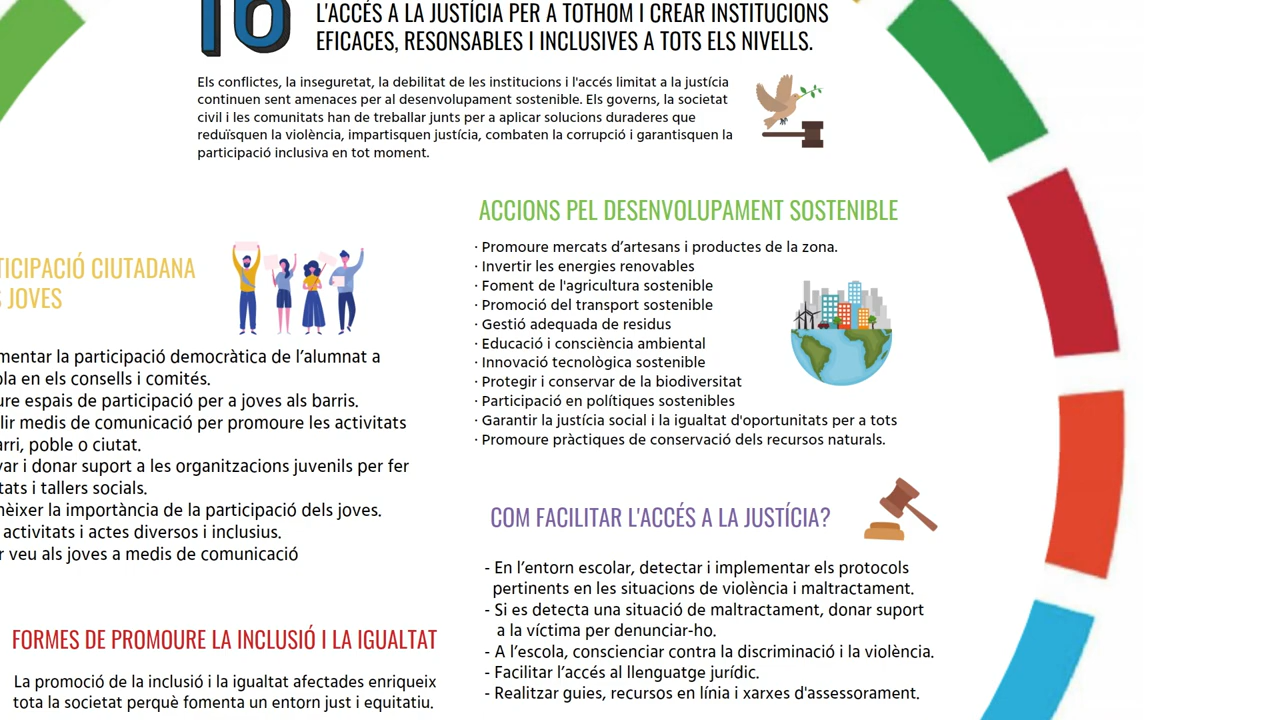 16
L'ACCÉS A LA JUSTÍCIA PER A TOTHOM I CREAR INSTITUCIONS
EFICACES, RESONSABLES I INCLUSIVES A TOTS ELS NIVELLS.
Els conflictes, la inseguretat, la debilitat de les institucions i l'accés limitat a la justícia
continuen sent amenaces per al desenvolupament sostenible. Els governs, la societat
civil i les comunitats han de treballar junts per a aplicar solucions duraderes que
reduïsquen la violència, impartisquen justícia, combaten la corrupció i garantisquen la
participació inclusiva en tot moment.
TICIPACIÓ CIUTADANA
S JOVES
mentar la participació democràtica de l’alumnat a
ola en els consells i comités.
ure espais de participació per a joves als barris.
lir medis de comunicació per promoure les activitats
arri, poble o ciutat.
var i donar suport a les organitzacions juvenils per fer
tats i tallers socials.
nèixer la importància de la participació dels joves.
activitats i actes diversos i inclusius.
r veu als joves a medis de comunicació
FORMES DE PROMOURE LA INCLUSIÓ I LA IGUALTAT
La promoció de la inclusió i la igualtat afectades enriqueix
tota la societat perquè fomenta un entorn just i equitatiu.
ACCIONS PEL DESENVOLUPAMENT SOSTENIBLE
· Promoure mercats d’artesans i productes de la zona.
· Invertir les energies renovables
· Foment de l'agricultura sostenible
· Promoció del transport sostenible
· Gestió adequada de residus
· Educació i consciència ambiental
· Innovació tecnològica sostenible
· Protegir i conservar de la biodiversitat
· Participación en polítiques sostenibles
· Garantir la justícia social i la igualtat d'oportunitats per a tots
· Promoure pràctiques de conservació dels recursos naturals.
COM FACILITAR L'ACCÉS A LA JUSTÍCIA?
- En l’entorn escolar, detectar i implementar els protocols
pertinents en les situacions de violència i maltractament.
- Si es detecta una situació de maltractament, donar suport
a la víctima per denunciar-ho.
- A l’escola, conscienciar contra la discriminació i la violència.
- Facilitar l’accés al llenguatge jurídic.
- Realitzar guies, recursos en línia i xarxes d'assessorament.